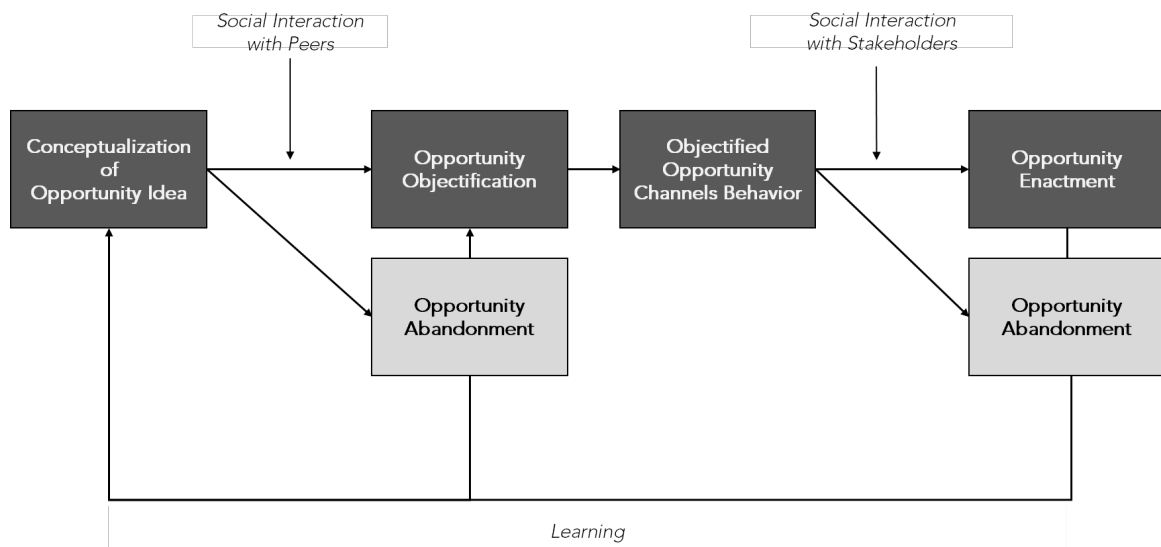 Social Interaction
with Peers
Social Interaction
with Stakeholders
Conceptualization
of
Opportunity Idea
Opportunity
Objectification
Objectified
Opportunity
Channels Behavior
Opportunity
Enactment
Opportunity
Abandonment
Opportunity
Abandonment
Learning